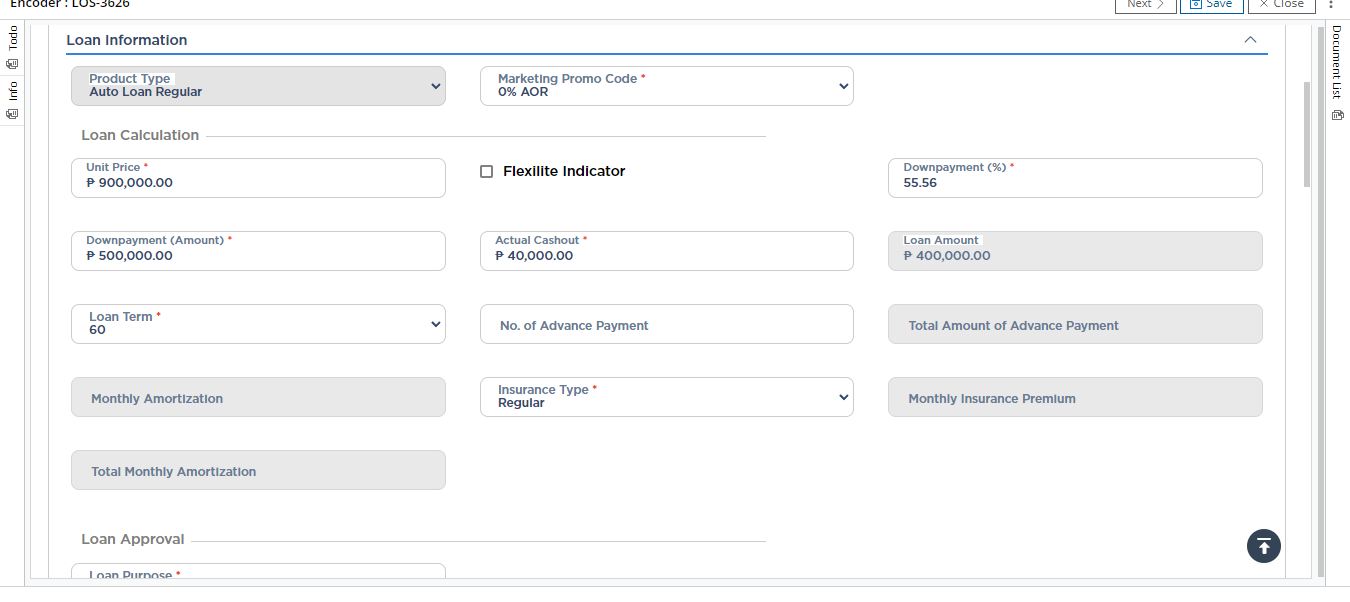 Encoder : LOS-3626
Next
Save
Close
Todo
Info
Document List
Loan Information
Product Type
Auto Loan Regular
Marketing Promo Code *
0% AOR
Loan Calculation
Unit Price *
₱ 900,000.00
Flexilite Indicator
Downpayment (%) *
55.56
Downpayment (Amount) *
₱ 500,000.00
Actual Cashout *
₱ 40,000.00
Loan Amount
₱ 400,000.00
Loan Term *
60
No. of Advance Payment
Total Amount of Advance Payment
Monthly Amortization
Insurance Type *
Regular
Monthly Insurance Premium
Total Monthly Amortization
Loan Approval
Loan Purpose *